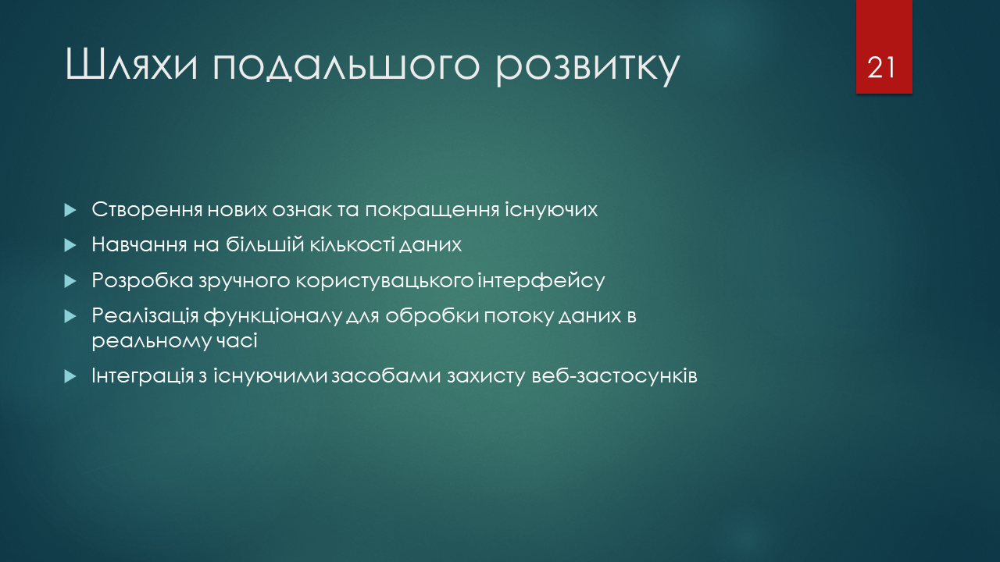 Шляхи подальшого розвитку
21
Створення нових ознак та покращення існуючих
Навчання на більшій кількості даних
Розробка зручного користувацького інтерфейсу
Реалізація функціоналу для обробки потоку даних в
реальному часі
Інтеграція з існуючими засобами захисту веб-застосунків